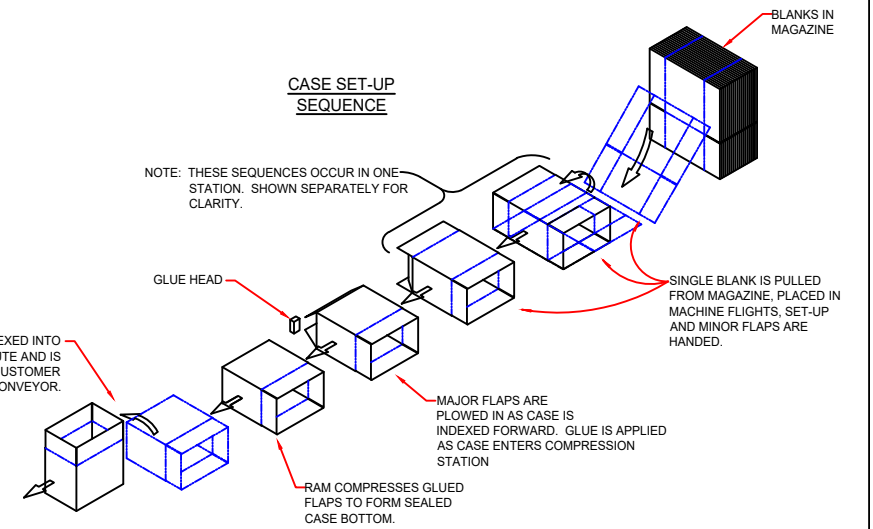 BLANKS IN
MAGAZINE
CASE SET-UP
SEQUENCE
NOTE: THESE SEQUENCES OCCUR IN ONE
STATION. SHOWN SEPARATELY FOR
CLARITY.
GLUE HEAD
SINGLE BLANK IS PULLED
FROM MAGAZINE, PLACED IN
MACHINE FLIGHTS, SET-UP
AND MINOR FLAPS ARE
HANDED.
EXED INTO
UTE AND IS
CUSTOMER
ONVEYOR.
MAJOR FLAPS ARE
PLOWED IN AS CASE IS
INDEXED FORWARD. GLUE IS APPLIED
AS CASE ENTERS COMPRESSION
STATION
RAM COMPRESSES GLUED
FLAPS TO FORM SEALED
CASE BOTTOM.